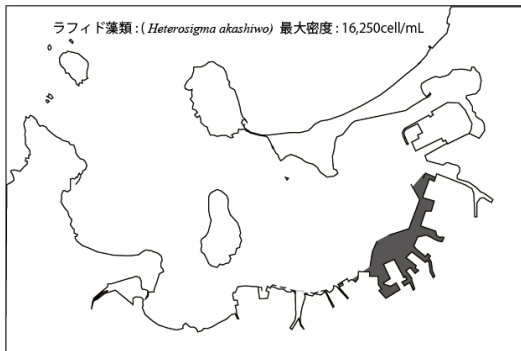 ラフィド藻類 : ( Heterosigma akashiwo) 最大密度 : 16,250cell/mL